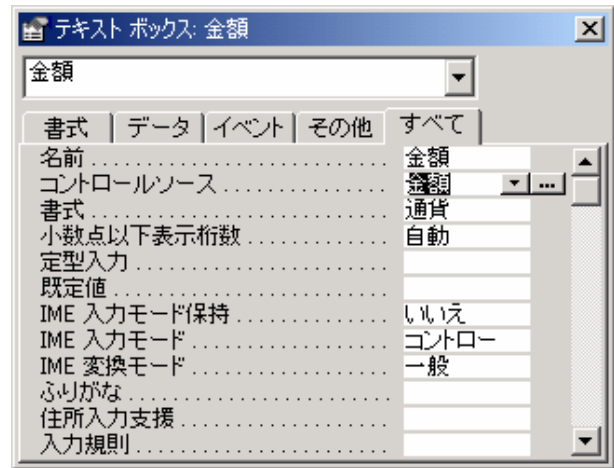 テキスト ボックス: 金額
金額
書式 データ イベント その他 すべて
名前 金額
コントロールソース 金額 ...
書式 通貨
小数点以下表示桁数 自動
定型入力
既定値
IME 入力モード保持 いいえ
IME 入力モード コントロー
IME 変換モード 一般
ふりがな
住所入力支援
入力規則